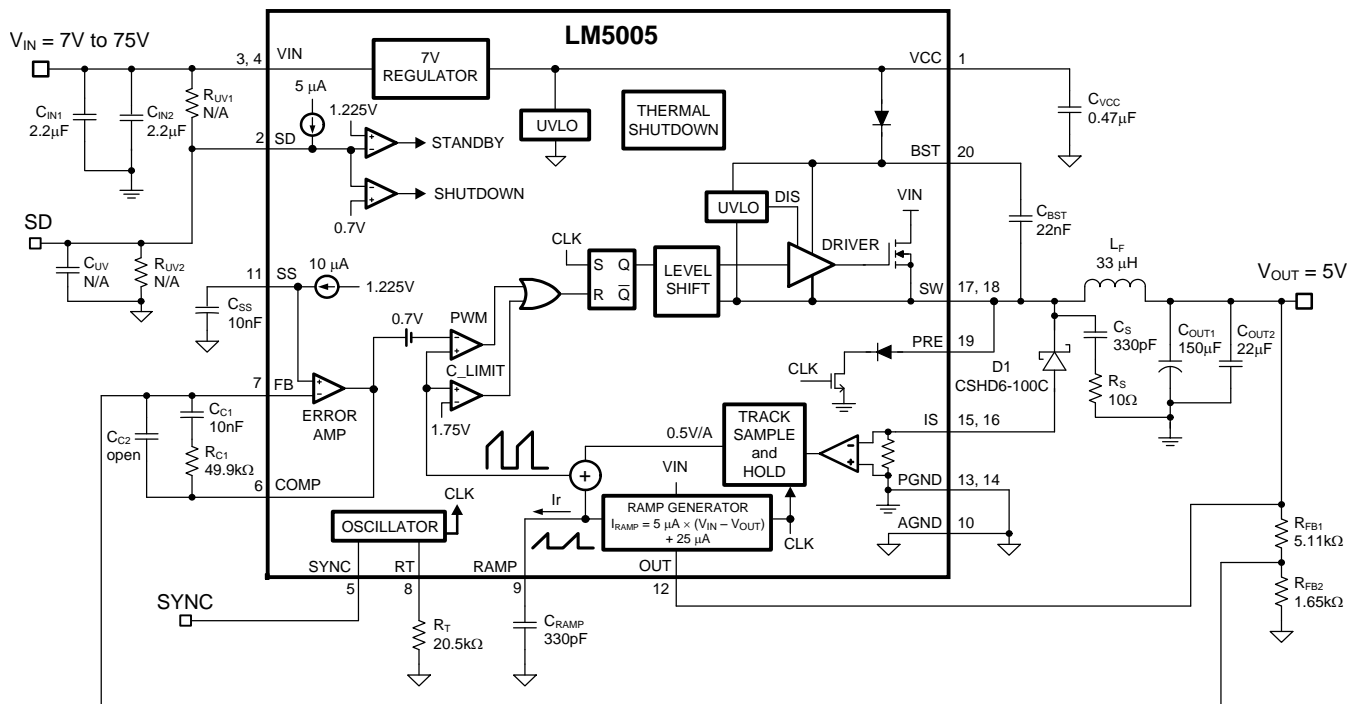 LM5005
V_IN = 7V to 75V
3, 4
VIN
7V
REGULATOR
VCC
1
5 μA
1.225V
R_UV1
N/A
C_IN1
2.2μF
C_IN2
2.2μF
UVLO
THERMAL
SHUTDOWN
C_VCC
0.47μF
2
SD
STANDBY
BST
20
SHUTDOWN
0.7V
UVLO
DIS
VIN
SD
C_BST
22nF
CLK
DRIVER
L_F
33 μH
C_UV
N/A
R_UV2
N/A
11
SS
10 μA
1.225V
S
Q
R
Q̅
LEVEL
SHIFT
SW
17, 18
V_OUT = 5V
C_SS
10nF
0.7V
PWM
PRE
19
C_S
330pF
C_OUT1
150μF
C_OUT2
22μF
7
FB
C_LIMIT
CLK
D1
CSHD6-100C
R_S
10Ω
ERROR
AMP
1.75V
C_C1
10nF
C_C2
open
R_C1
49.9kΩ
0.5V/A
TRACK
SAMPLE
and
HOLD
IS
15, 16
6
COMP
+
VIN
PGND
13, 14
CLK
Ir
RAMP GENERATOR
I_RAMP = 5 μA × (V_IN – V_OUT)
+ 25 μA
AGND
10
OSCILLATOR
CLK
R_FB1
5.11kΩ
SYNC
RT
RAMP
OUT
5
8
9
12
SYNC
R_T
20.5kΩ
C_RAMP
330pF
R_FB2
1.65kΩ